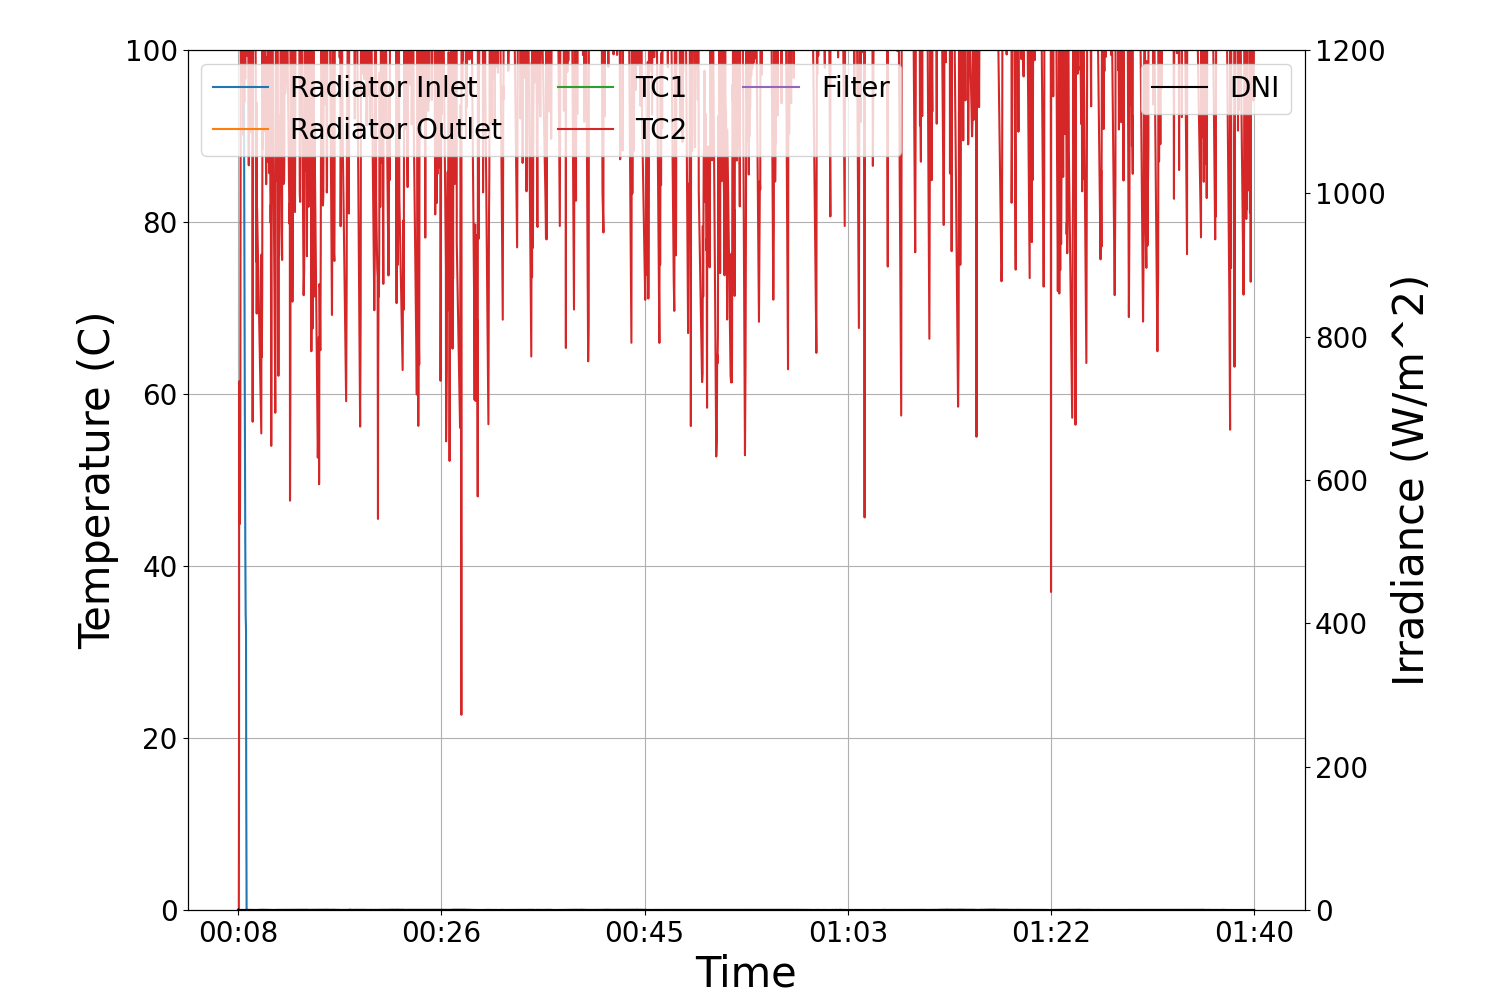 100
80
60
40
20
0
Temperature (C)
Radiator Inlet
Radiator Outlet
TC1
TC2
Filter
DNI
1200
1000
800
600
400
200
0
Irradiance (W/m^2)
00:08 00:26 00:45 01:03 01:22 01:40
Time